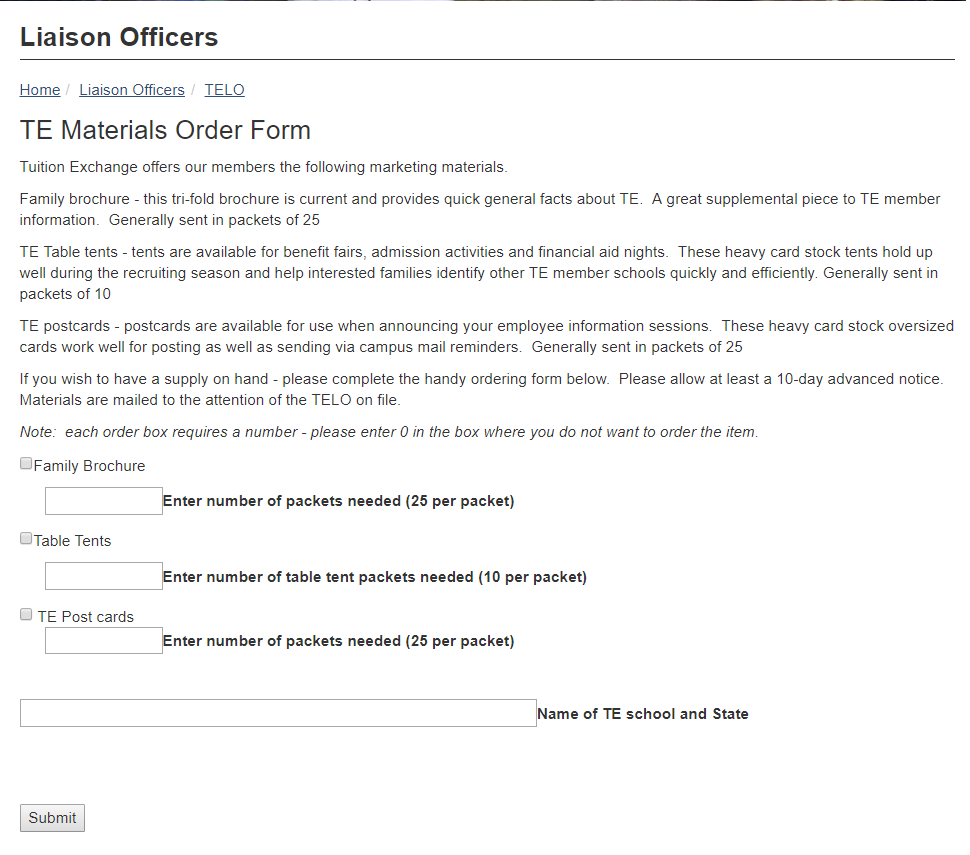 Liaison Officers
Home / Liaison Officers / TELO
TE Materials Order Form
Tuition Exchange offers our members the following marketing materials.
Family brochure - this tri-fold brochure is current and provides quick general facts about TE.  A great supplemental piece to TE member
information.  Generally sent in packets of 25
TE Table tents - tents are available for benefit fairs, admission activities and financial aid nights.  These heavy card stock tents hold up
well during the recruiting season and help interested families identify other TE member schools quickly and efficiently. Generally sent in
packets of 10
TE postcards - postcards are available for use when announcing your employee information sessions.  These heavy card stock oversized
cards work well for posting as well as sending via campus mail reminders.  Generally sent in packets of 25
If you wish to have a supply on hand - please complete the handy ordering form below.  Please allow at least a 10-day advanced notice.
Materials are mailed to the attention of the TELO on file.
Note:  each order box requires a number - please enter 0 in the box where you do not want to order the item.
Family Brochure
Enter number of packets needed (25 per packet)
Table Tents
Enter number of table tent packets needed (10 per packet)
TE Post cards
Enter number of packets needed (25 per packet)
Name of TE school and State
Submit